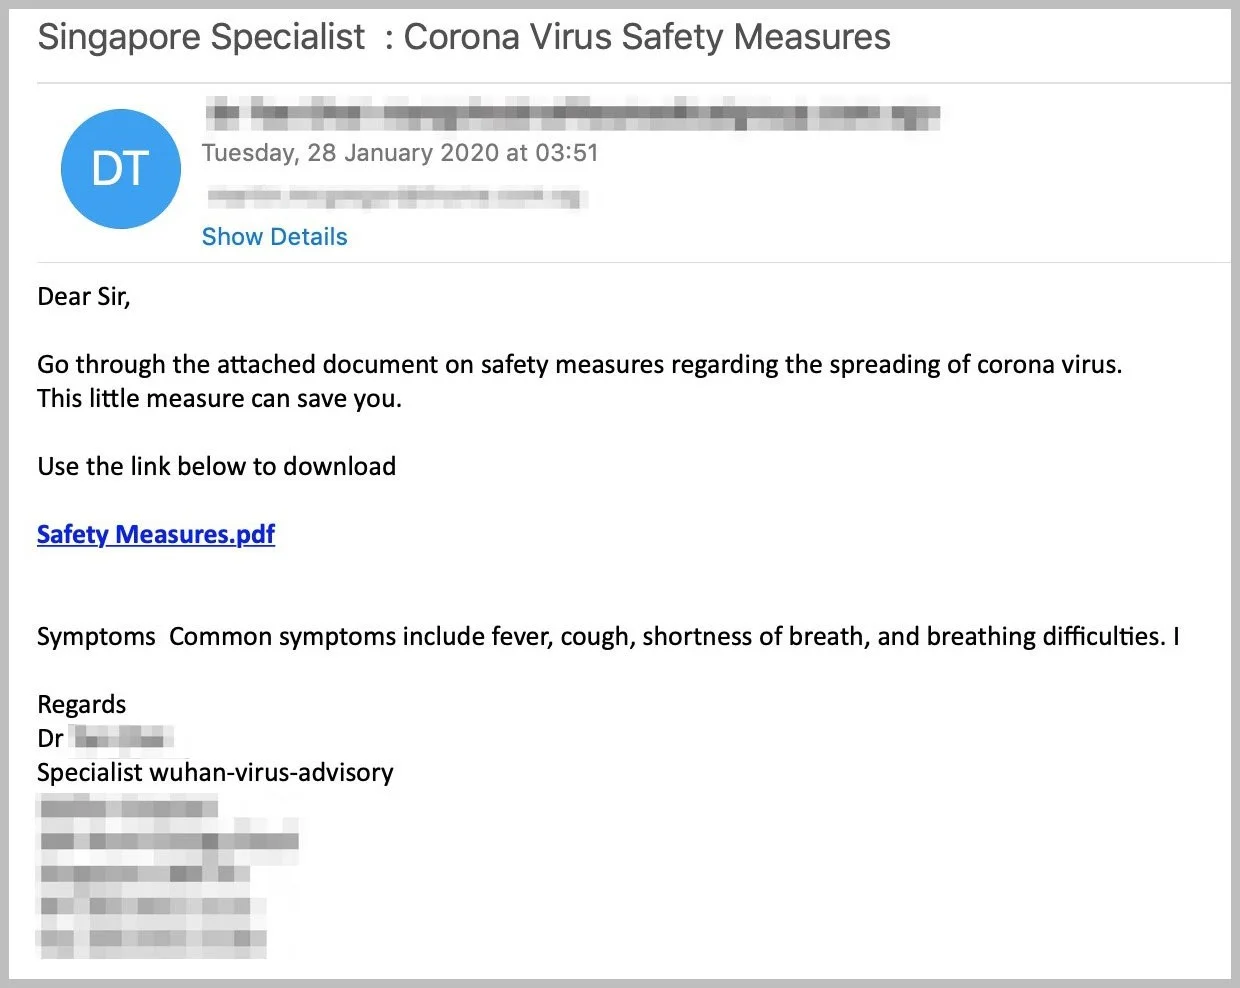 Singapore Specialist  : Corona Virus Safety Measures
DT
Tuesday, 28 January 2020 at 03:51
Show Details
Dear Sir,
Go through the attached document on safety measures regarding the spreading of corona virus.
This little measure can save you.
Use the link below to download
Safety Measures.pdf
Symptoms  Common symptoms include fever, cough, shortness of breath, and breathing difficulties. I
Regards
Dr
Specialist wuhan-virus-advisory